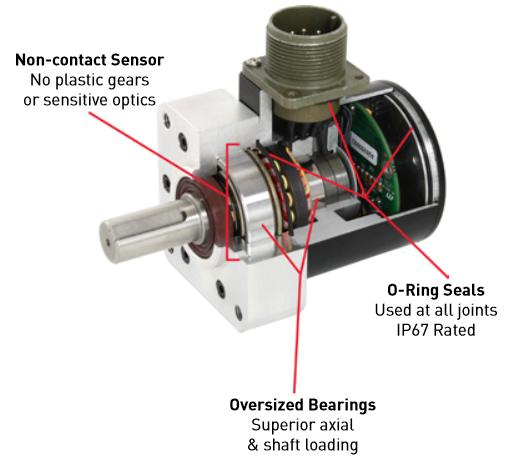 Non-contact Sensor
No plastic gears
or sensitive optics
O-Ring Seals
Used at all joints
IP67 Rated
Oversized Bearings
Superior axial
& shaft loading